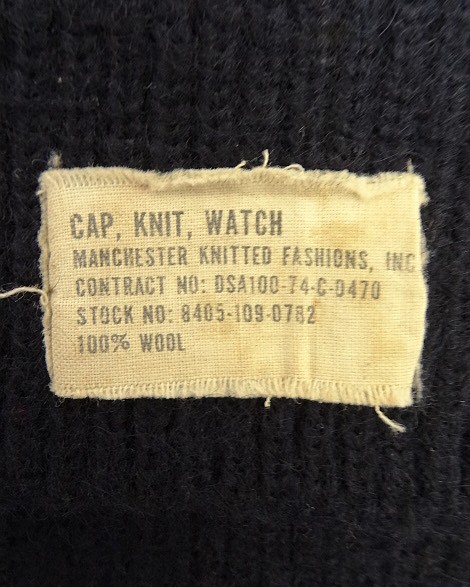 CAP, KNIT, WATCH
MANCHESTER KNITTED FASHIONS, INC
CONTRACT NO: DSA100-74-C-0470
STOCK NO: 8405-109-0782
100% WOOL